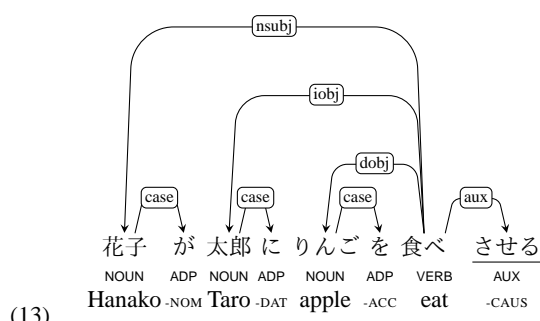 nsubj
iobj
dobj
case case case aux
花子 が 太郎 に りんご を 食べ させる
NOUN ADP NOUN ADP NOUN ADP VERB AUX
(13) Hanako -NOM Taro -DAT apple -ACC eat -CAUS